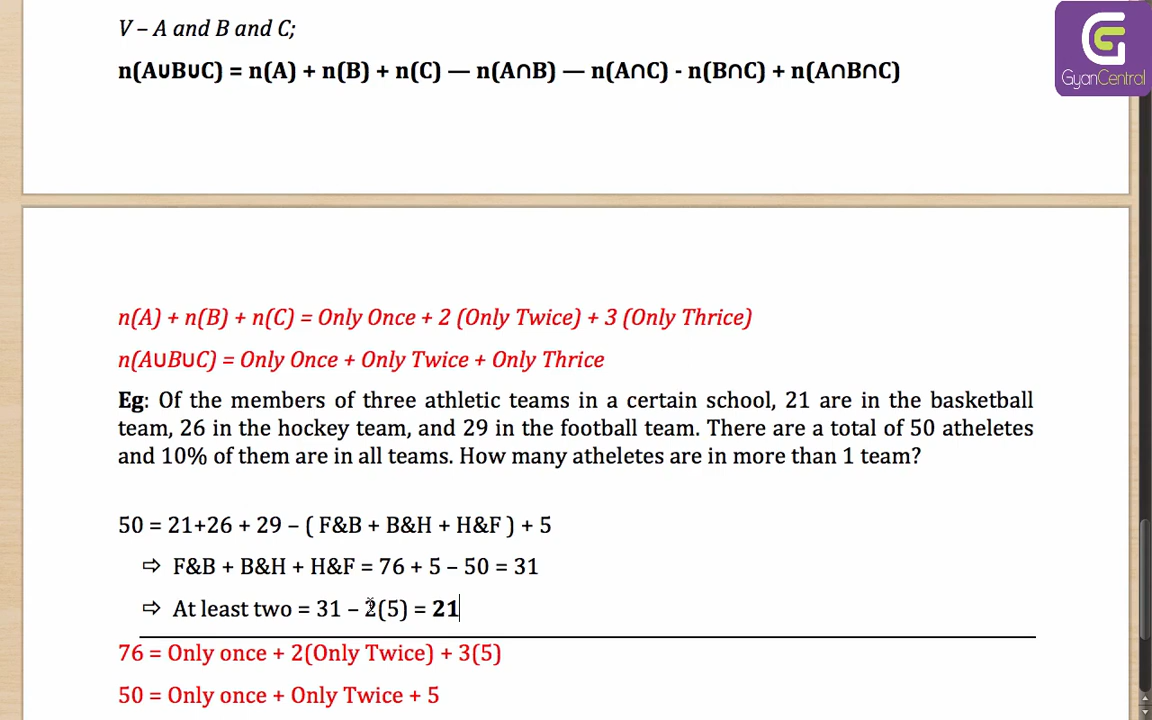 V – A and B and C;
n(A∪B∪C) = n(A) + n(B) + n(C) — n(A∩B) — n(A∩C) - n(B∩C) + n(A∩B∩C)
GyanCentral
n(A) + n(B) + n(C) = Only Once + 2 (Only Twice) + 3 (Only Thrice)
n(A∪B∪C) = Only Once + Only Twice + Only Thrice
Eg: Of the members of three athletic teams in a certain school, 21 are in the basketball
team, 26 in the hockey team, and 29 in the football team. There are a total of 50 atheletes
and 10% of them are in all teams. How many atheletes are in more than 1 team?
50 = 21+26 + 29 – ( F&B + B&H + H&F ) + 5
⇨ F&B + B&H + H&F = 76 + 5 – 50 = 31
⇨ At least two = 31 – 2(5) = 21
76 = Only once + 2(Only Twice) + 3(5)
50 = Only once + Only Twice + 5